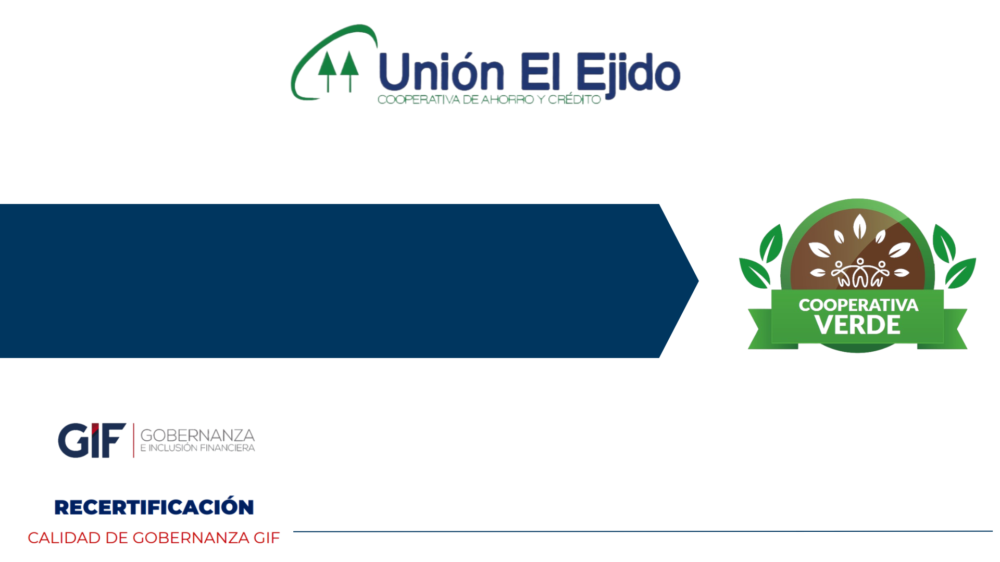 Unión El Ejido
COOPERATIVA DE AHORRO Y CRÉDITO
COOPERATIVA
VERDE
GIF
GOBERNANZA
E INCLUSIÓN FINANCIERA
RECERTIFICACIÓN
CALIDAD DE GOBERNANZA GIF